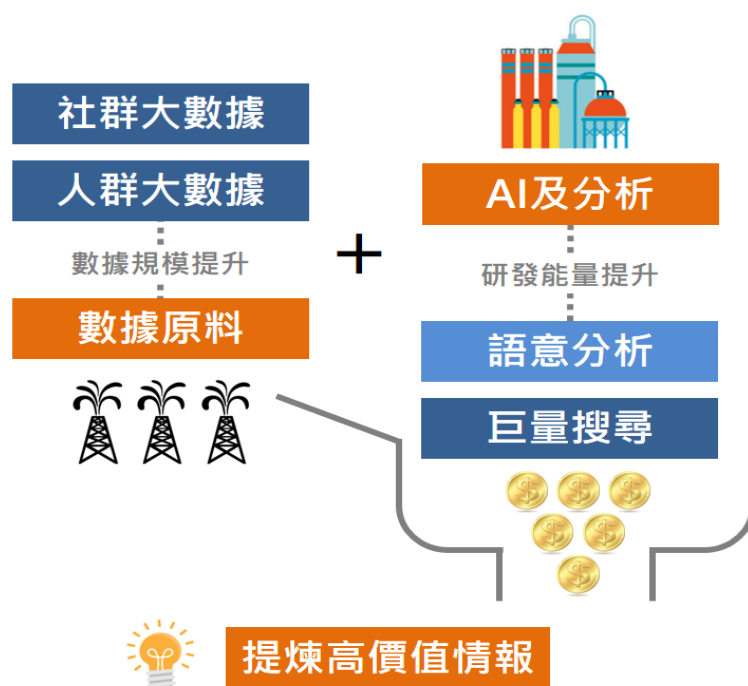 社群大數據
人群大數據
數據規模提升
數據原料
+
AI及分析
研發能量提升
語意分析
巨量搜尋
$ $ $
$ $
$
提煉高價值情報